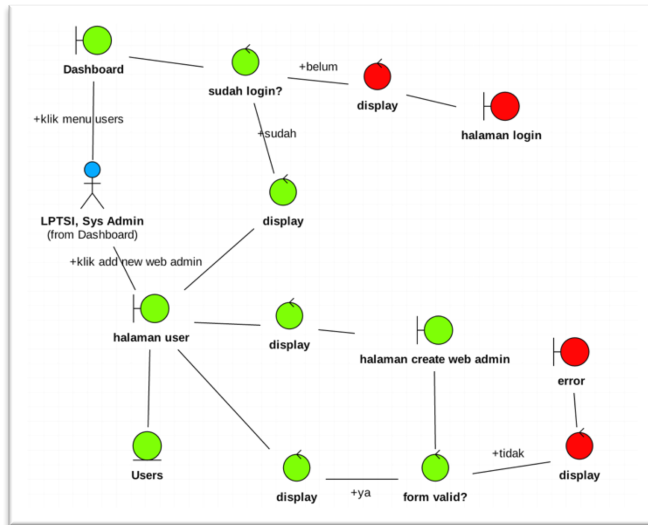 Dashboard
sudah login?
+belum
display
halaman login
+klik menu users
+sudah
LPTSI, Sys Admin
(from Dashboard)
display
+klik add new web admin
halaman user
display
halaman create web admin
error
Users
display
+ya
form valid?
+tidak
display